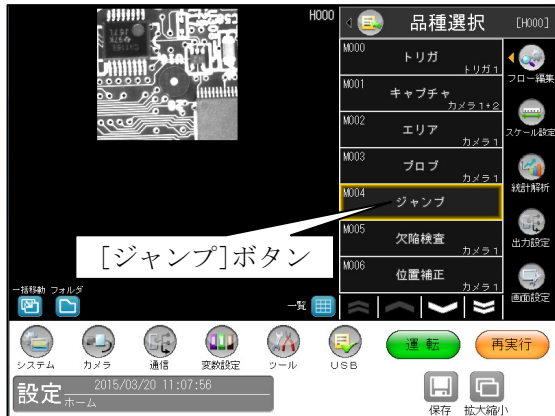 H000
品種選択
[H000]
M000
トリガ
トリガ1
M001
キャプチャ
カメラ1+2
M002
エリア
カメラ1
M003
ブロブ
カメラ1
M004
ジャンプ
M005
欠陥検査
カメラ1
M006
位置補正
カメラ1
フロー編集
スケール設定
統計解析
出力設定
画面設定
[ジャンプ]ボタン
一括移動 フォルダ
一覧
システム
カメラ
通信
変数設定
ツール
USB
運転
再実行
設定
2015/03/20 11:07:56
ホーム
保存
拡大縮小